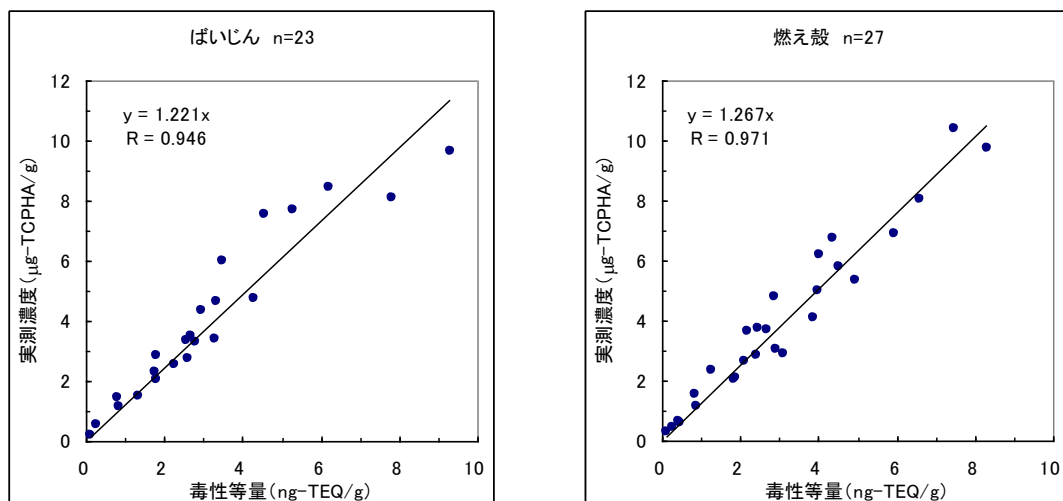 ばいじん n=23
12
10
8
6
4
2
0
y = 1.221x
R = 0.946
実測濃度(μg-TCPHA/g)
0 2 4 6 8 10
毒性等量(ng-TEQ/g)
燃え殻 n=27
12
10
8
6
4
2
0
y = 1.267x
R = 0.971
実測濃度(μg-TCPHA/g)
0 2 4 6 8 10
毒性等量(ng-TEQ/g)